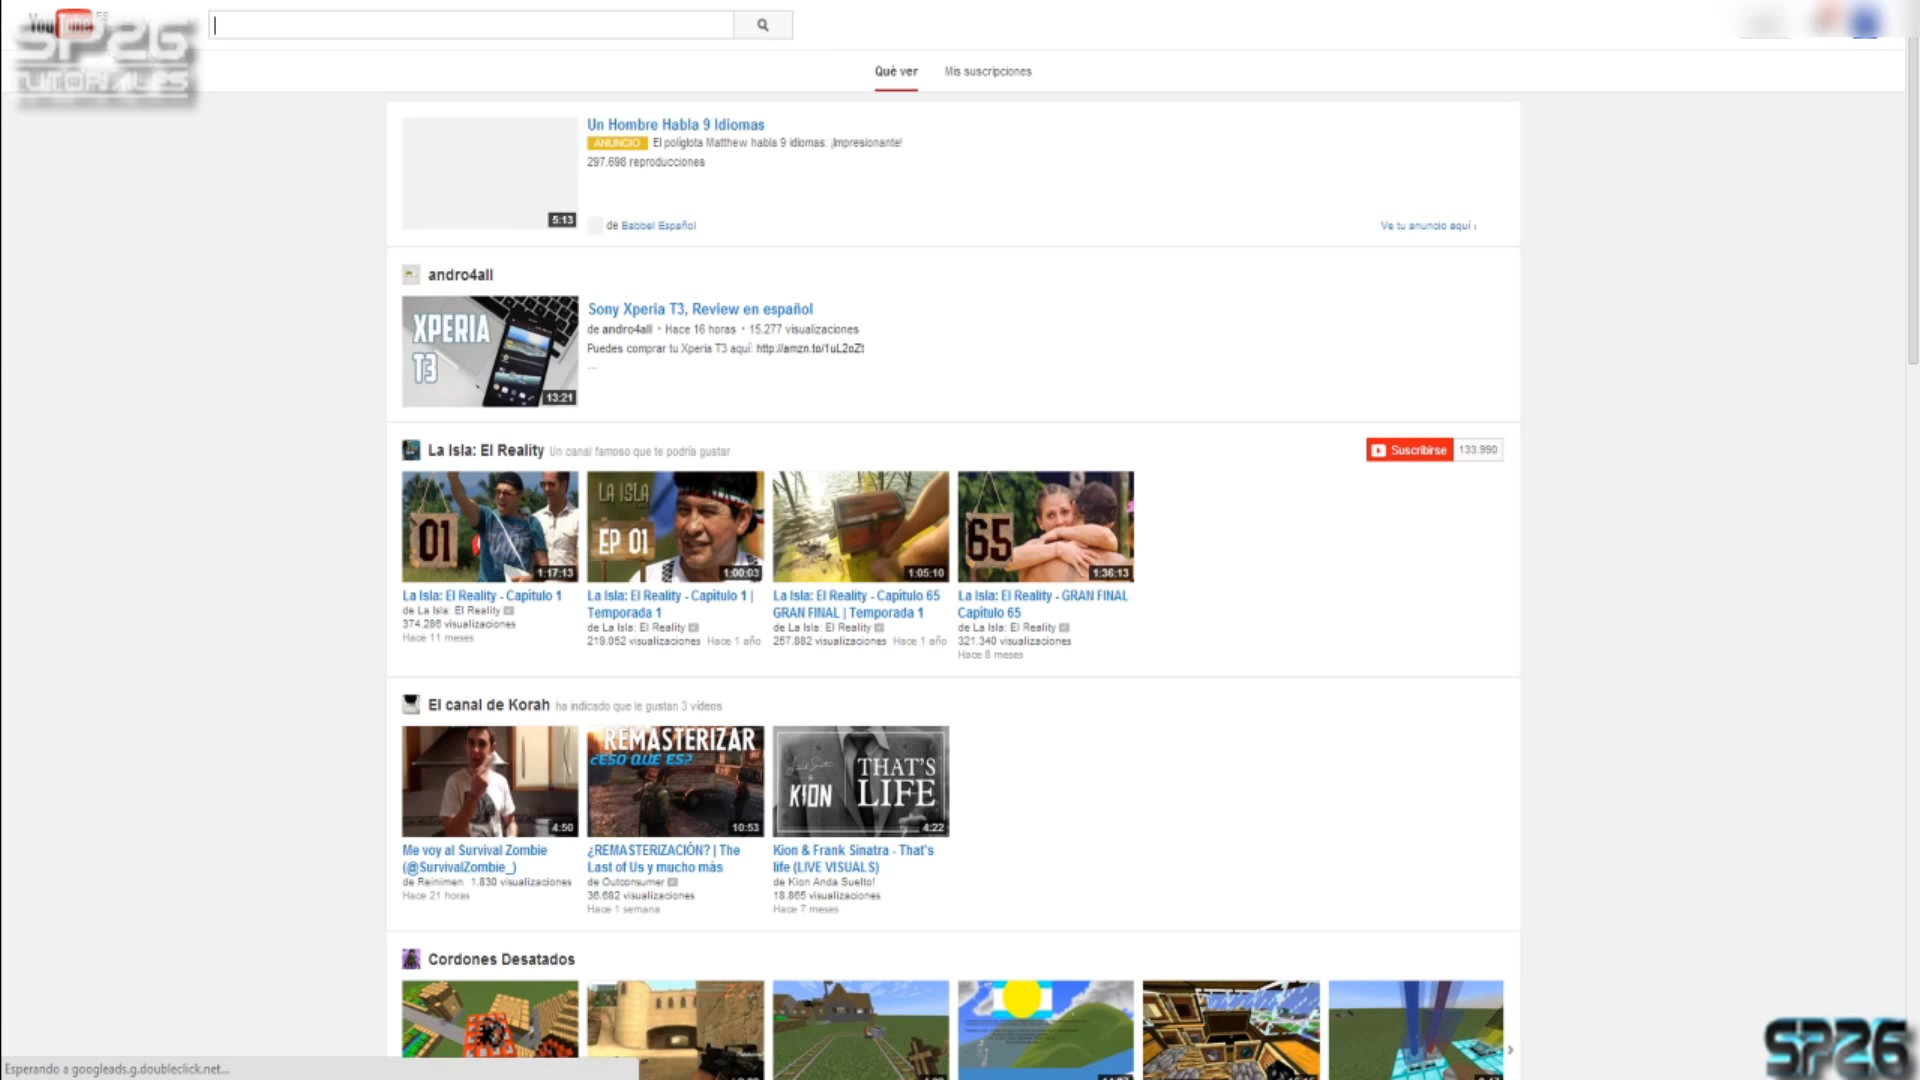 YouTube ES
SP26
TUTORIALES
Qué ver
Mis suscripciones
Un Hombre Habla 9 Idiomas
ANUNCIO El políglota Matthew habla 9 idiomas: ¡Impresionante!
297.698 reproducciones
5:13
de Babbel Español
Ve tu anuncio aquí ›
andro4all
XPERIA
T3
13:21
Sony Xperia T3, Review en español
de andro4all • Hace 16 horas • 15.277 visualizaciones
Puedes comprar tu Xperia T3 aquí: http://amzn.to/1uL2oZt
...
La Isla: El Reality Un canal famoso que te podría gustar
Suscribirse 133.990
01
1:17:13
LA ISLA
EP 01
1:00:03
1:05:10
65
1:36:13
La Isla: El Reality - Capítulo 1
de La Isla: El Reality
374.286 visualizaciones
Hace 11 meses
La Isla: El Reality - Capítulo 1 |
Temporada 1
de La Isla: El Reality
219.052 visualizaciones Hace 1 año
La Isla: El Reality - Capítulo 65
GRAN FINAL | Temporada 1
de La Isla: El Reality
257.882 visualizaciones Hace 1 año
La Isla: El Reality - GRAN FINAL
Capítulo 65
de La Isla: El Reality
321.340 visualizaciones
Hace 8 meses
El canal de Korah ha indicado que le gustan 3 vídeos
4:50
REMASTERIZAR
¿ESO QUE ES?
10:53
KION
THAT'S
LIFE
4:22
Me voy al Survival Zombie
(@SurvivalZombie_)
de Reinimen 1.830 visualizaciones
Hace 21 horas
¿REMASTERIZACIÓN? | The
Last of Us y mucho más
de Outconsumer
36.682 visualizaciones
Hace 1 semana
Kion & Frank Sinatra - That's
life (LIVE VISUALS)
de Kion Anda Suelto!
18.865 visualizaciones
Hace 7 meses
Cordones Desatados
Esperando a googleads.g.doubleclick.net...
SP26